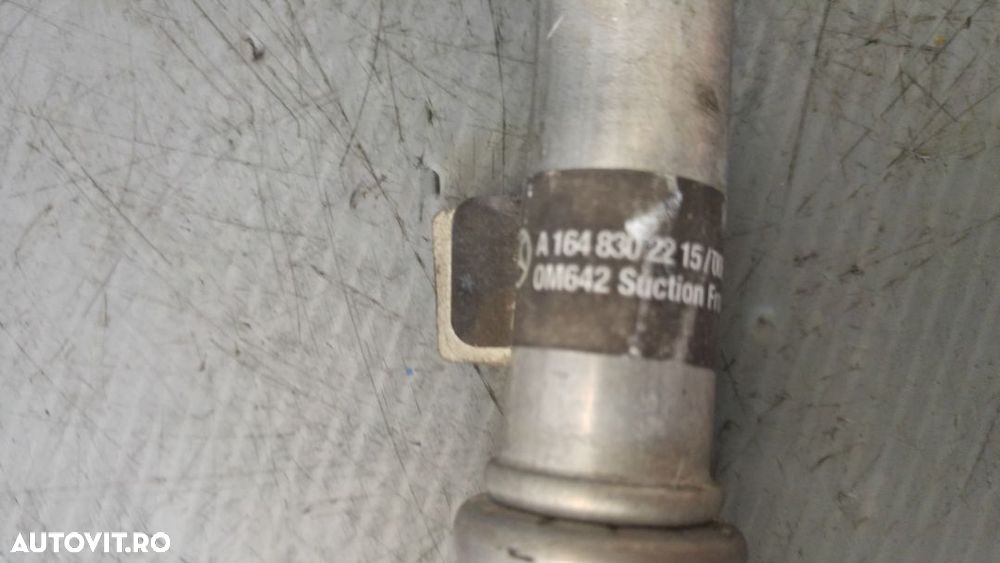 A 164 830 22 15/
OM642 Suction
AUTOVIT.RO